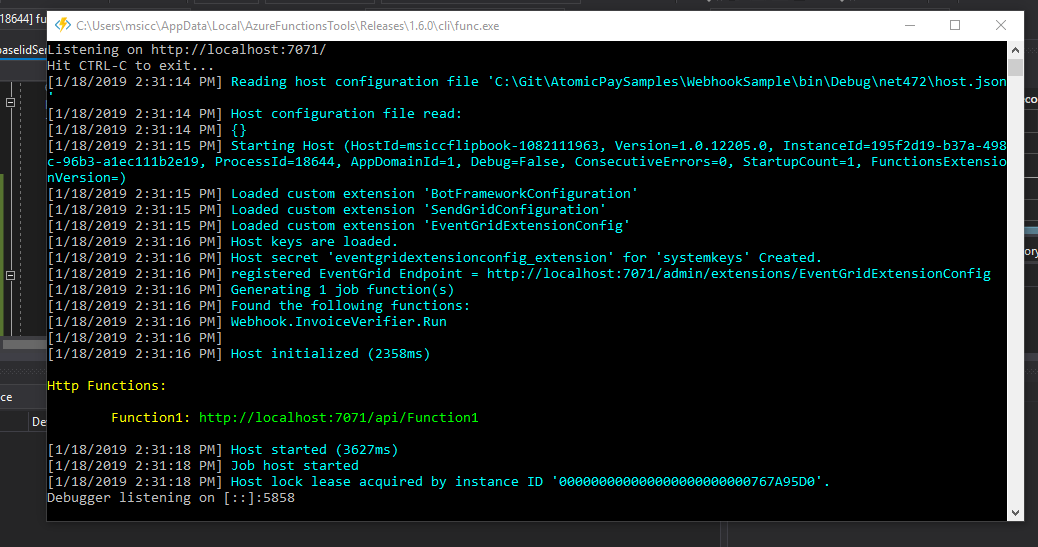 18644] fu
C:\Users\msicc\AppData\Local\AzureFunctionsTools\Releases\1.6.0\cli\func.exe
Listening on http://localhost:7071/
Hit CTRL-C to exit...
[1/18/2019 2:31:14 PM] Reading host configuration file 'C:\Git\AtomicPaySamples\WebhookSample\bin\Debug\net472\host.json
'
[1/18/2019 2:31:14 PM] Host configuration file read:
[1/18/2019 2:31:14 PM] {}
[1/18/2019 2:31:15 PM] Starting Host (HostId=msiccflipbook-1082111963, Version=1.0.12205.0, InstanceId=195f2d19-b37a-498
c-96b3-a1ec111b2e19, ProcessId=18644, AppDomainId=1, Debug=False, ConsecutiveErrors=0, StartupCount=1, FunctionsExtensio
nVersion=)
[1/18/2019 2:31:15 PM] Loaded custom extension 'BotFrameworkConfiguration'
[1/18/2019 2:31:15 PM] Loaded custom extension 'SendGridConfiguration'
[1/18/2019 2:31:15 PM] Loaded custom extension 'EventGridExtensionConfig'
[1/18/2019 2:31:16 PM] Host keys are loaded.
[1/18/2019 2:31:16 PM] Host secret 'eventgridextensionconfig_extension' for 'systemkeys' Created.
[1/18/2019 2:31:16 PM] registered EventGrid Endpoint = http://localhost:7071/admin/extensions/EventGridExtensionConfig
[1/18/2019 2:31:16 PM] Generating 1 job function(s)
[1/18/2019 2:31:16 PM] Found the following functions:
[1/18/2019 2:31:16 PM] Webhook.InvoiceVerifier.Run
[1/18/2019 2:31:16 PM]
[1/18/2019 2:31:16 PM] Host initialized (2358ms)
Http Functions:
Function1: http://localhost:7071/api/Function1
[1/18/2019 2:31:18 PM] Host started (3627ms)
[1/18/2019 2:31:18 PM] Job host started
[1/18/2019 2:31:18 PM] Host lock lease acquired by instance ID '000000000000000000000000767A95D0'.
Debugger listening on [::]:5858